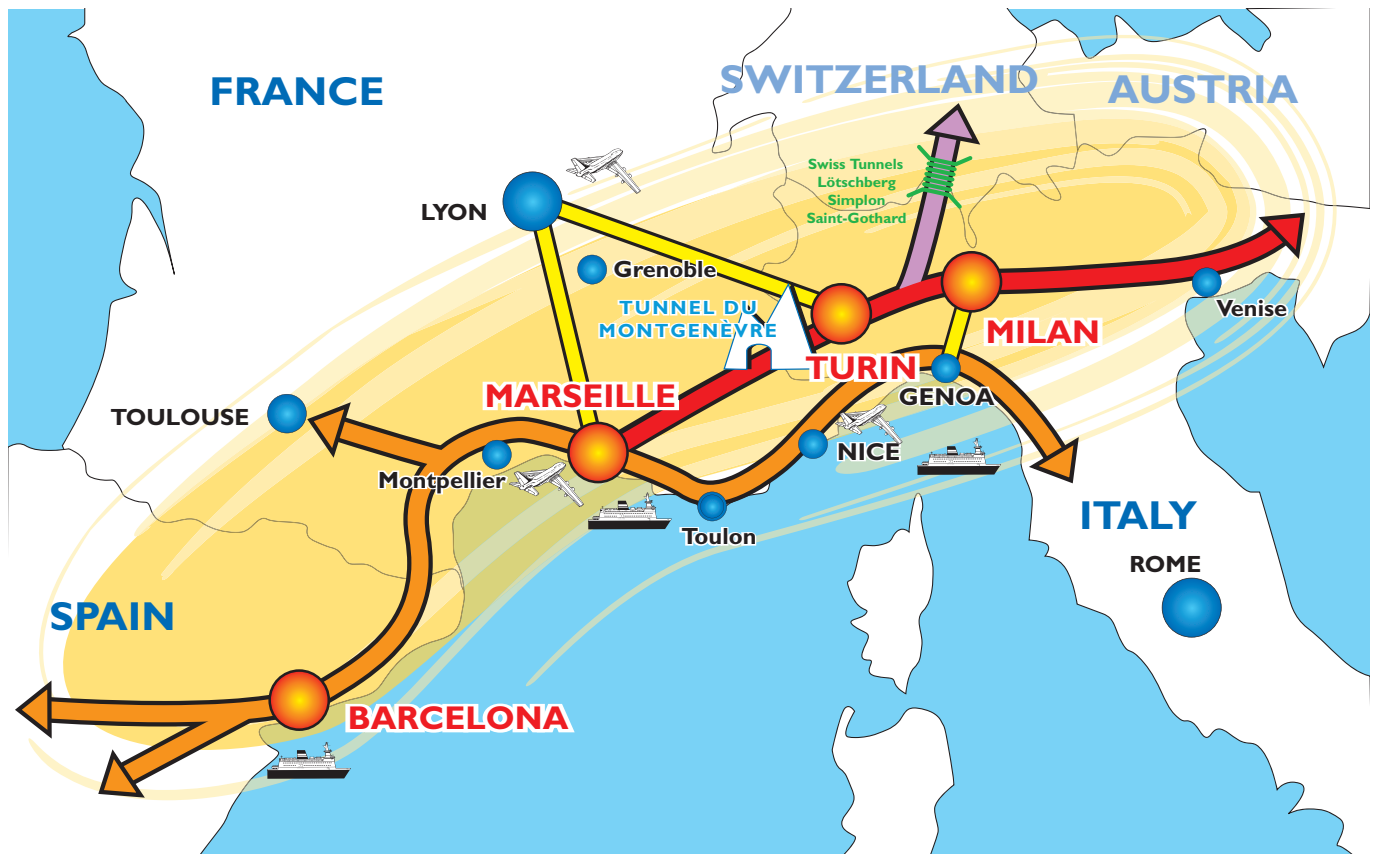 FRANCE
SWITZERLAND
AUSTRIA
Swiss Tunnels
Lötschberg
Simplon
Saint-Gothard
LYON
Grenoble
TUNNEL DU
MONTGENÈVRE
Venise
MILAN
TURIN
MARSEILLE
GENOA
TOULOUSE
NICE
Montpellier
ITALY
Toulon
ROME
SPAIN
BARCELONA